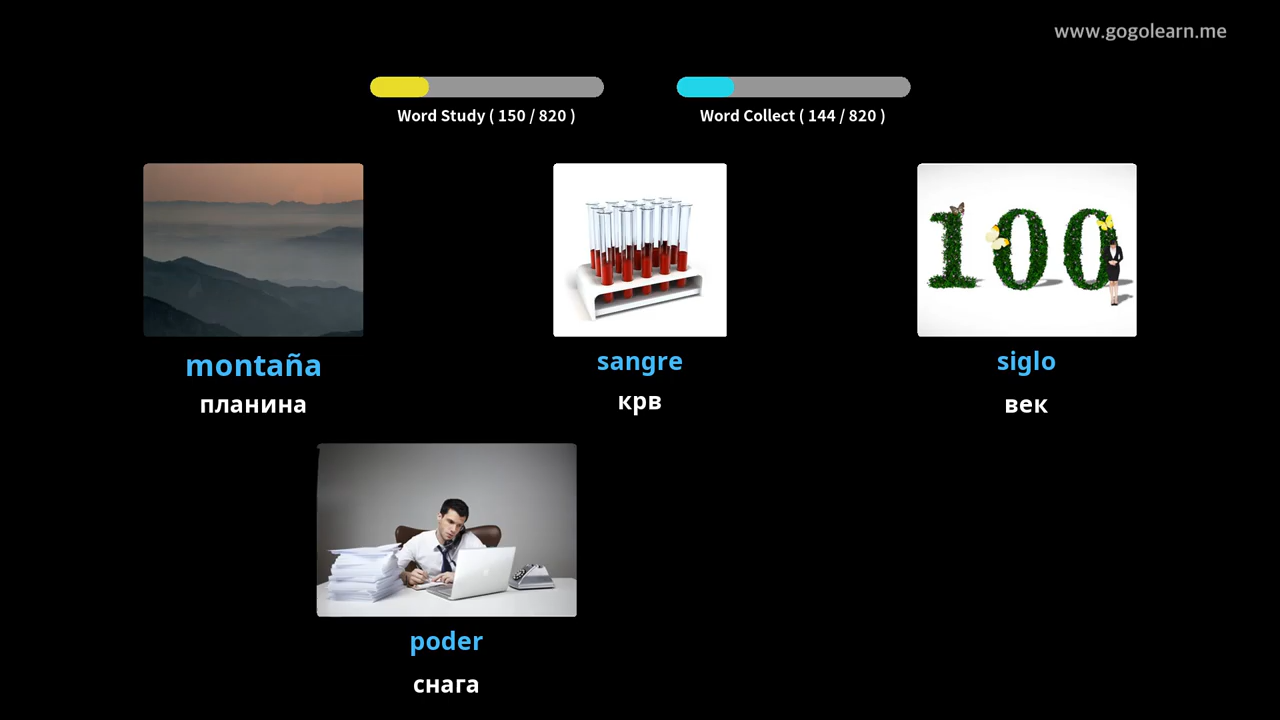 www.gogolearn.me
Word Study ( 150 / 820 )
Word Collect ( 144 / 820 )
montaña
планина
sangre
крв
siglo
век
poder
снага